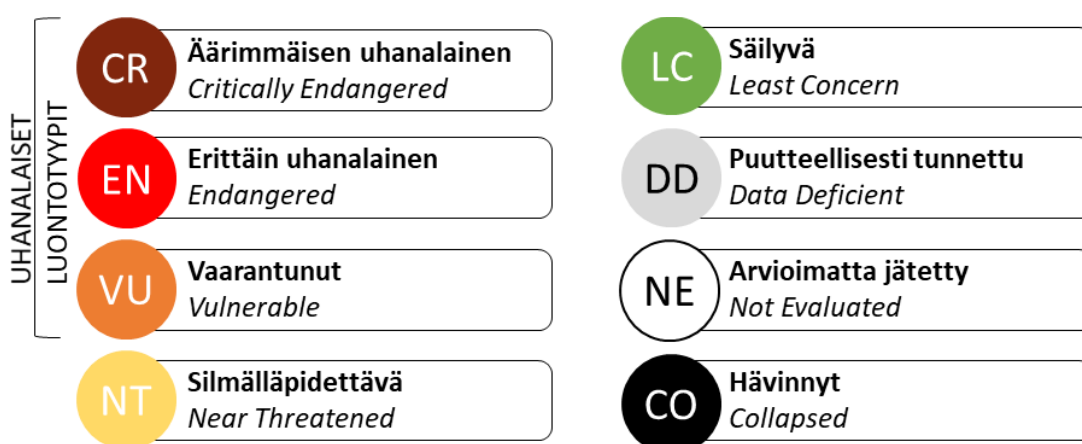 UHANALAISET
LUONTOTYYPIT
CR
Äärimmäisen uhanalainen
Critically Endangered
EN
Erittäin uhanalainen
Endangered
VU
Vaarantunut
Vulnerable
NT
Silmälläpidettävä
Near Threatened
LC
Säilyvä
Least Concern
DD
Puutteellisesti tunnettu
Data Deficient
NE
Arvioimatta jätetty
Not Evaluated
CO
Hävinnyt
Collapsed